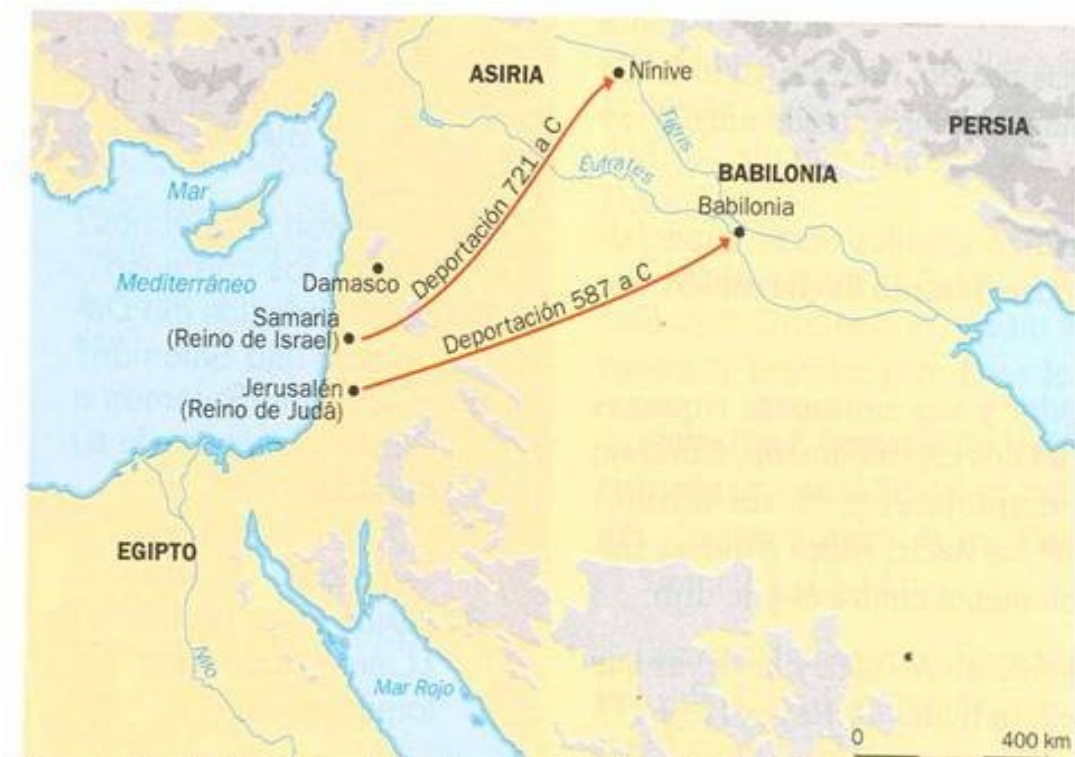 ASIRIA
Nínive
PERSIA
Tigris
Eufrates
BABILONIA
Babilonia
Mar
Mediterráneo
Damasco
Deportación 721 a C
Samaria
(Reino de Israel)
Deportación 587 a C
Jerusalén
(Reino de Judá)
EGIPTO
Nilo
Mar Rojo
0
400 km